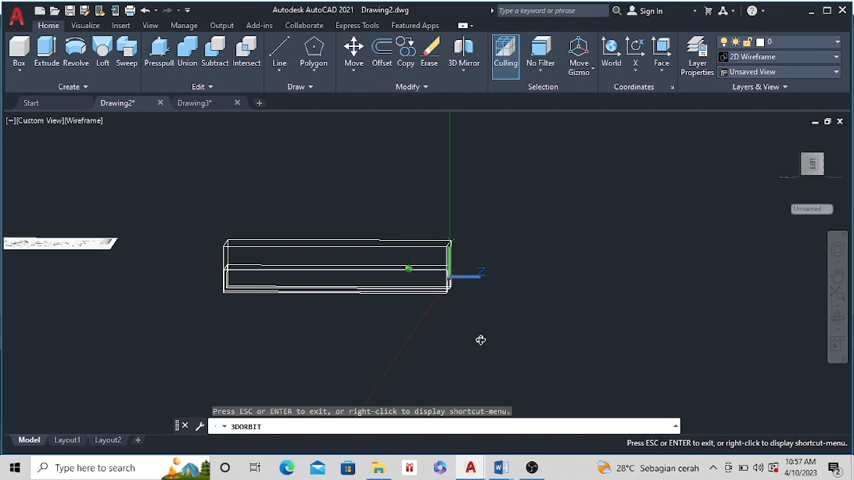 Autodesk AutoCAD 2021 Drawing2.dwg
Type a keyword or phrase
Sign In
Home Visualize Insert View Manage Output Add-ins Collaborate Express Tools Featured Apps
Box Extrude Revolve Loft Sweep Presspull Union Subtract Intersect Line Polygon Move Offset Copy Erase 3D Mirror Culling No Filter Move Gizmo World X Face Layer Properties
0
2D Wireframe
Unsaved View
Create Edit Draw Modify Selection Coordinates Layers & View
Start Drawing2* Drawing3*
[−][Custom View][Wireframe]
LEFT
Unnamed
Z
Press ESC or ENTER to exit, or right-click to display shortcut-menu.
3DORBIT
Model Layout1 Layout2 +
Press ESC or ENTER to exit, or right-click to display shortcut-menu.
Type here to search
28°C Sebagian cerah
10:57 AM
4/10/2023
2